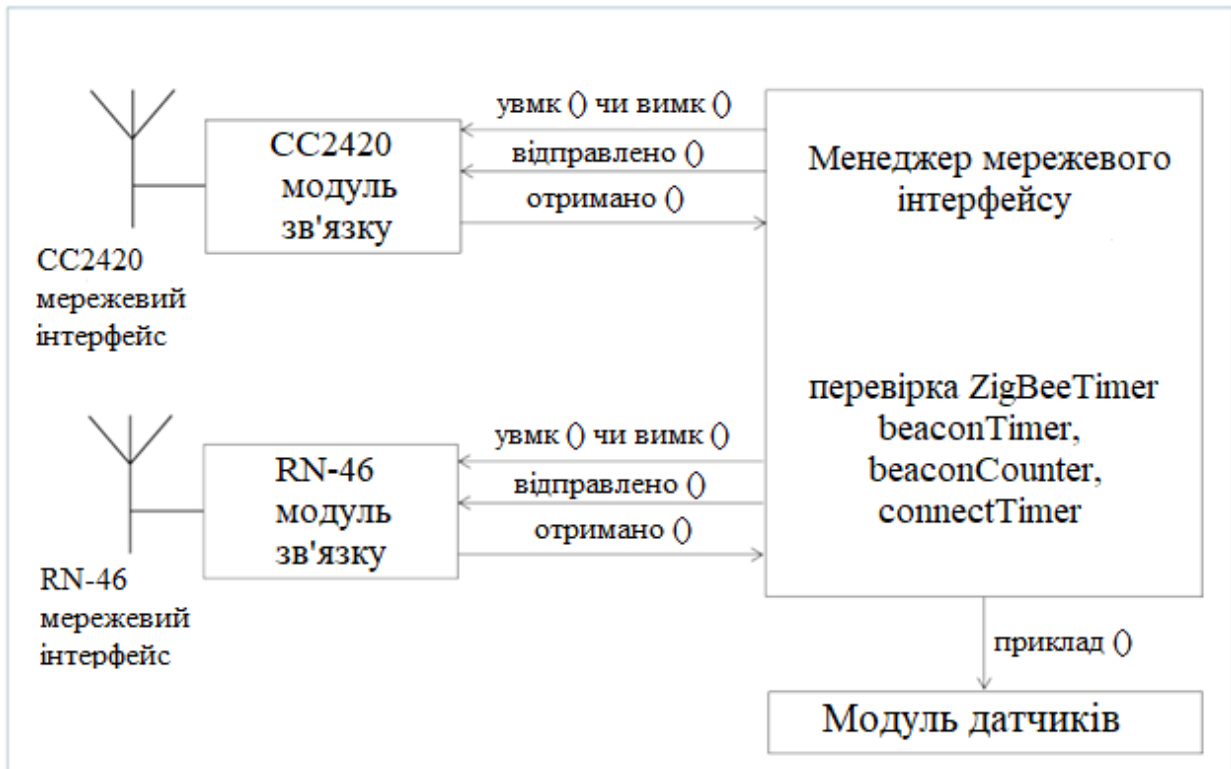 увмк () чи вимк ()
CC2420
модуль
зв'язку
відправлено ()
отримано ()
CC2420
мережевий
інтерфейс
Менеджер мережевого
інтерфейсу
перевірка ZigBeeTimer
beaconTimer,
beaconCounter,
connectTimer
увмк () чи вимк ()
RN-46
модуль
зв'язку
відправлено ()
отримано ()
RN-46
мережевий
інтерфейс
приклад ()
Модуль датчиків